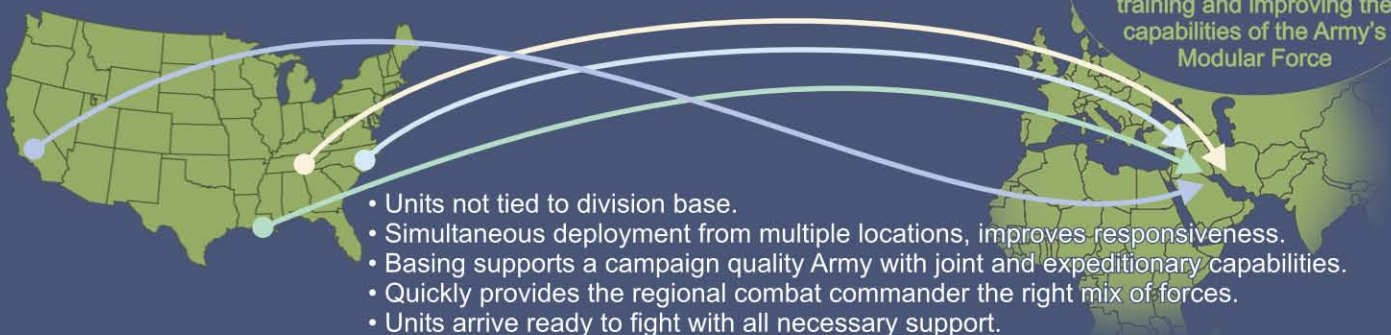 training and improving the
capabilities of the Army's
Modular Force
• Units not tied to division base.
• Simultaneous deployment from multiple locations, improves responsiveness.
• Basing supports a campaign quality Army with joint and expeditionary capabilities.
• Quickly provides the regional combat commander the right mix of forces.
• Units arrive ready to fight with all necessary support.